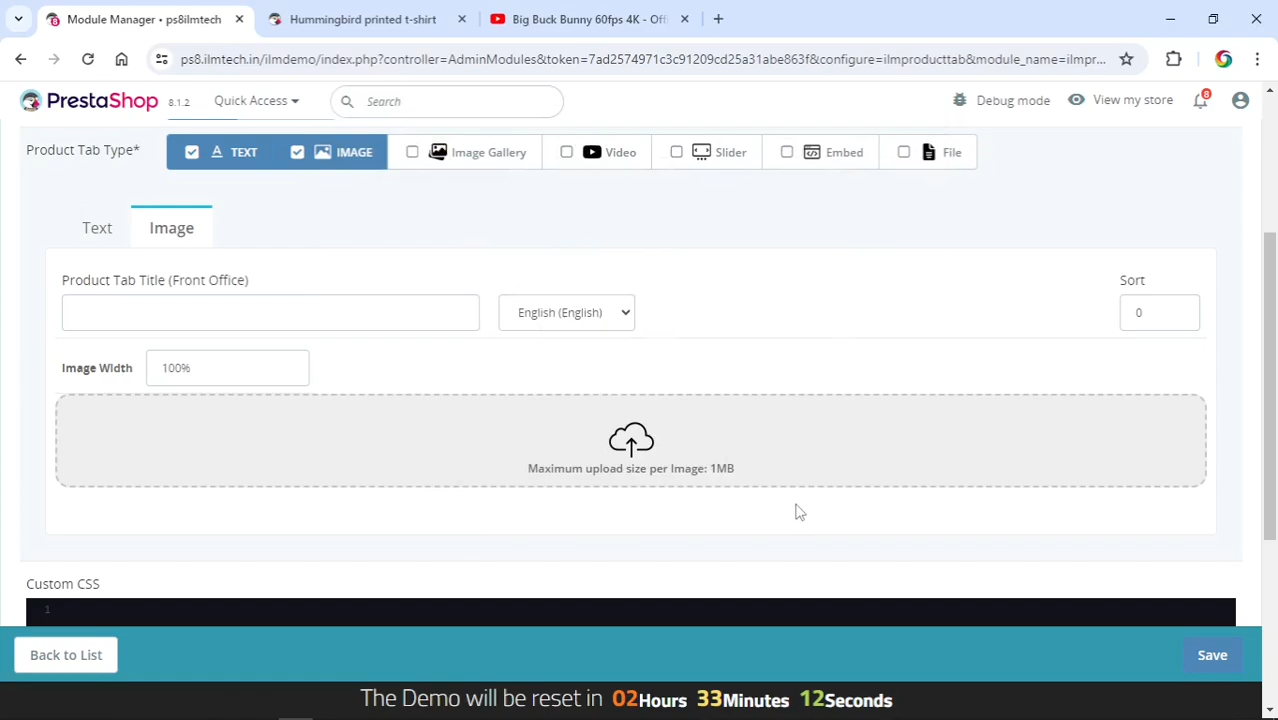 Module Manager • ps8ilmtech
Hummingbird printed t-shirt
Big Buck Bunny 60fps 4K - Offi
ps8.ilmtech.in/ilmdemo/index.php?controller=AdminModules&token=7ad2574971c3c91209cd25a31abe863f&configure=ilmproducttab&module_name=ilmpr...
PrestaShop 8.1.2 Quick Access Search Debug mode View my store 8
Product Tab Type* TEXT IMAGE Image Gallery Video Slider Embed File
Text Image
Product Tab Title (Front Office) Sort
English (English) 0
Image Width 100%
Maximum upload size per Image: 1MB
Custom CSS
1
Back to List Save
The Demo will be reset in 02Hours 33Minutes 12Seconds